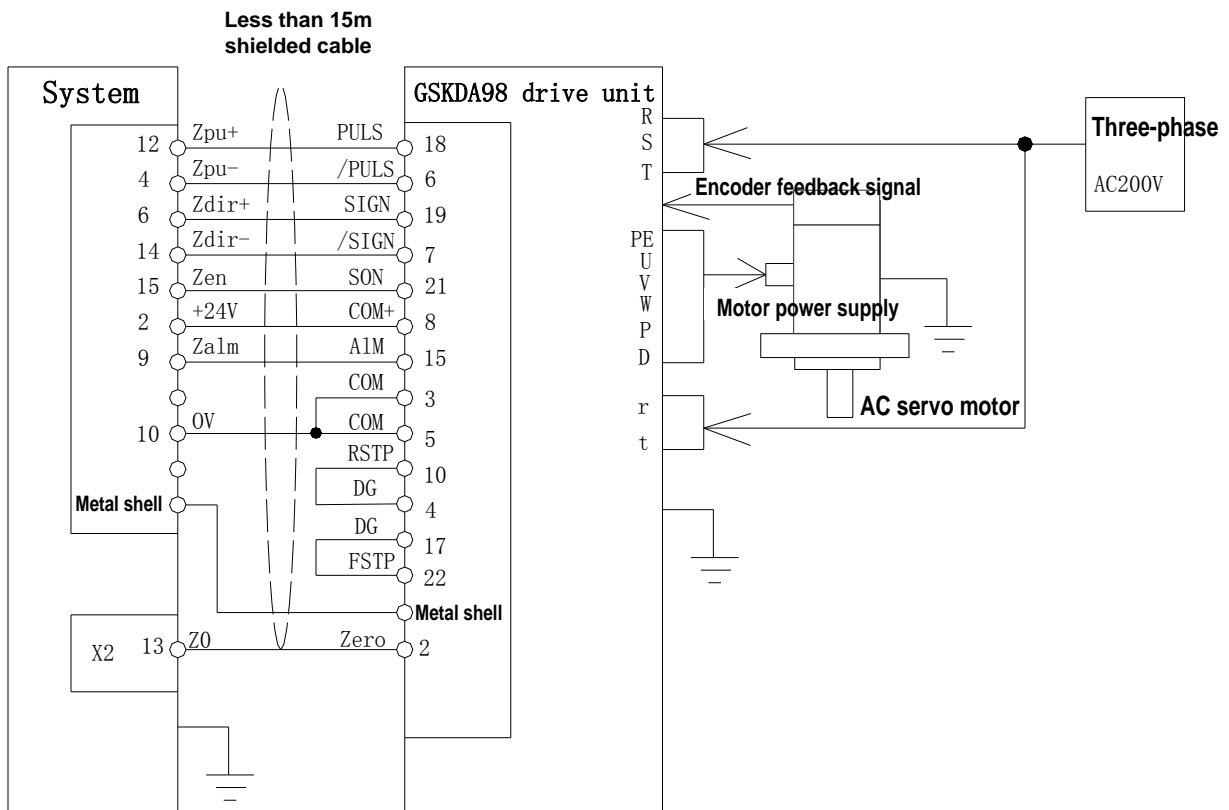 Less than 15m
shielded cable
System
GSKDA98 drive unit
12 Zpu+ PULS 18
4 Zpu- /PULS 6
6 Zdir+ SIGN 19
14 Zdir- /SIGN 7
15 Zen SON 21
2 +24V COM+ 8
9 Zalm AlM 15
COM 3
10 0V COM 5
RSTP 10
DG 4
DG 17
FSTP 22
Metal shell
Metal shell
X2 13 Z0 Zero 2
R
S
T
Encoder feedback signal
PE
U
V
W
P
D
Motor power supply
r
t
AC servo motor
Three-phase
AC200V